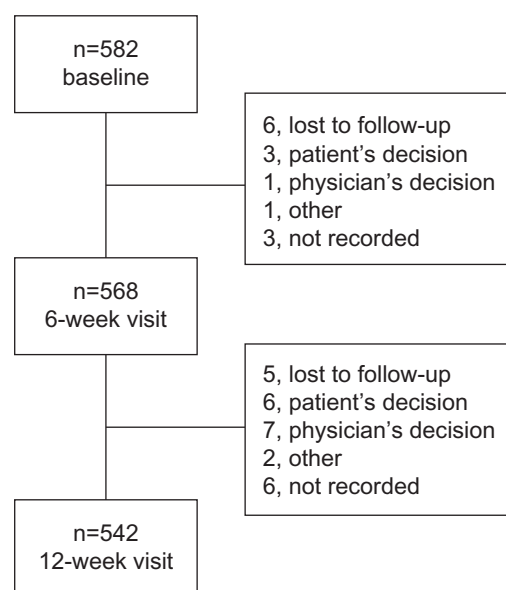 n=582
baseline
6, lost to follow-up
3, patient’s decision
1, physician’s decision
1, other
3, not recorded
n=568
6-week visit
5, lost to follow-up
6, patient’s decision
7, physician’s decision
2, other
6, not recorded
n=542
12-week visit